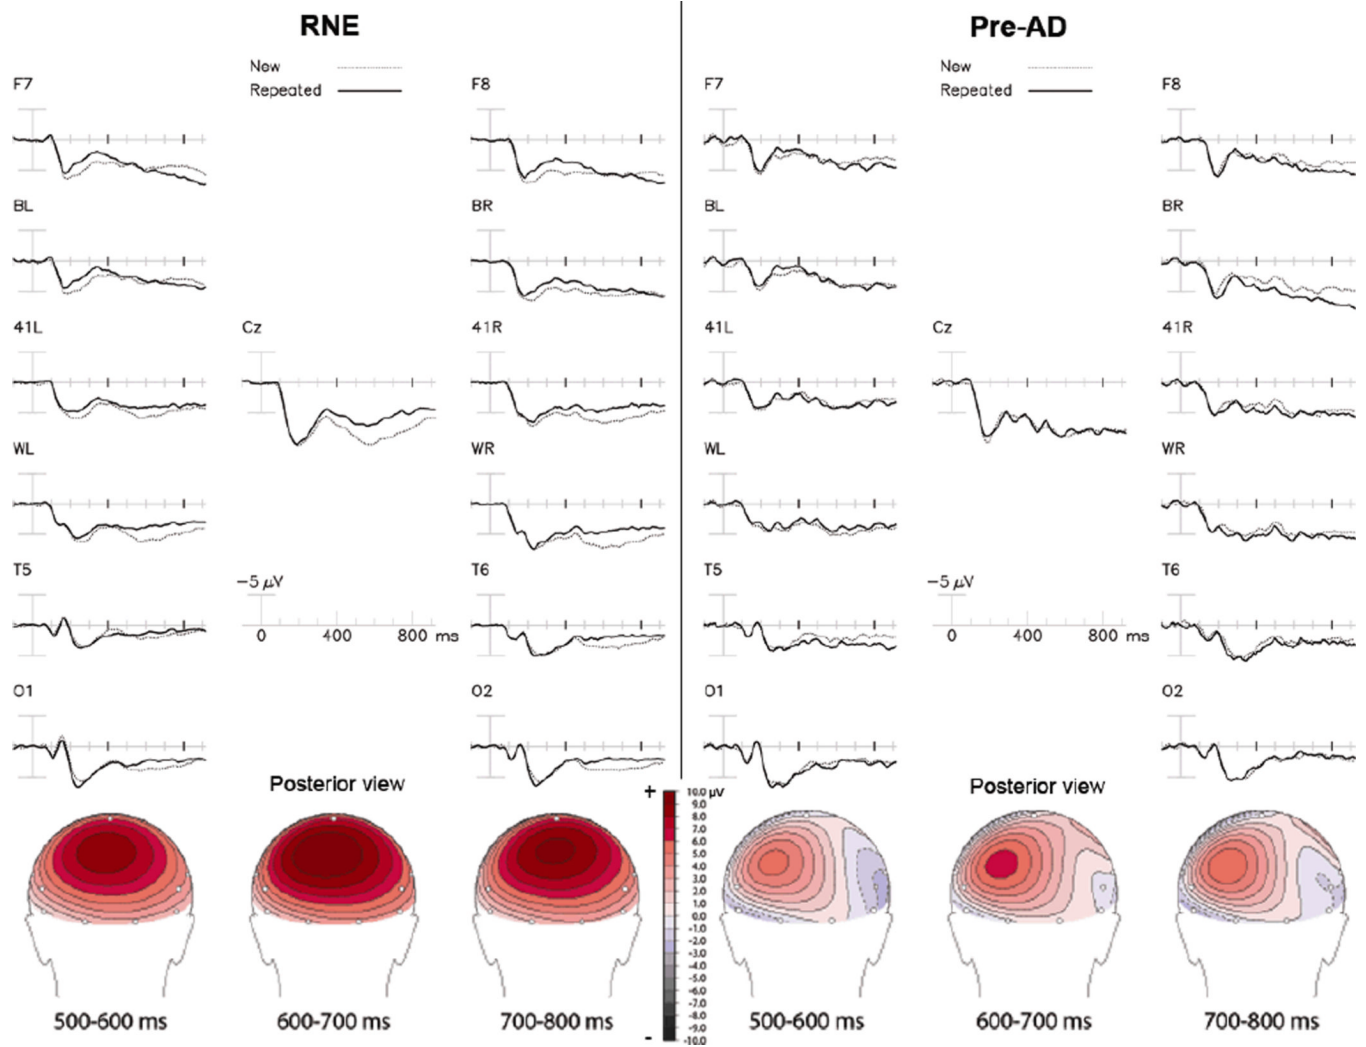 RNE Pre-AD
New New
Repeated Repeated
F7 F8 F7 F8
BL BR BL BR
41L Cz 41R 41L Cz 41R
WL WR WL WR
T5 −5 μV T6 T5 −5 μV T6
0 400 800 ms 0 400 800 ms
O1 O2 O1 O2
Posterior view Posterior view
+ 10.0 μV
9.0
8.0
7.0
6.0
5.0
4.0
3.0
2.0
1.0
0.0
-1.0
-2.0
-3.0
-4.0
-5.0
-6.0
-7.0
-8.0
-9.0
- -10.0
500-600 ms 600-700 ms 700-800 ms 500-600 ms 600-700 ms 700-800 ms